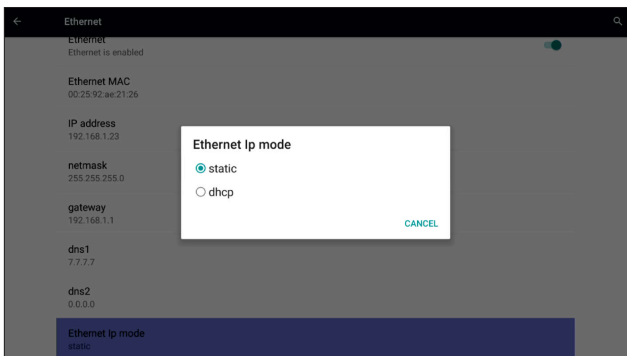 Ethernet
Ethernet
Ethernet is enabled
Ethernet MAC
00:25:92:ae:21:26
IP address
192.168.1.23
netmask
255.255.255.0
gateway
192.168.1.1
dns1
7.7.7.7
dns2
0.0.0.0
Ethernet Ip mode
static
Ethernet Ip mode
static
dhcp
CANCEL